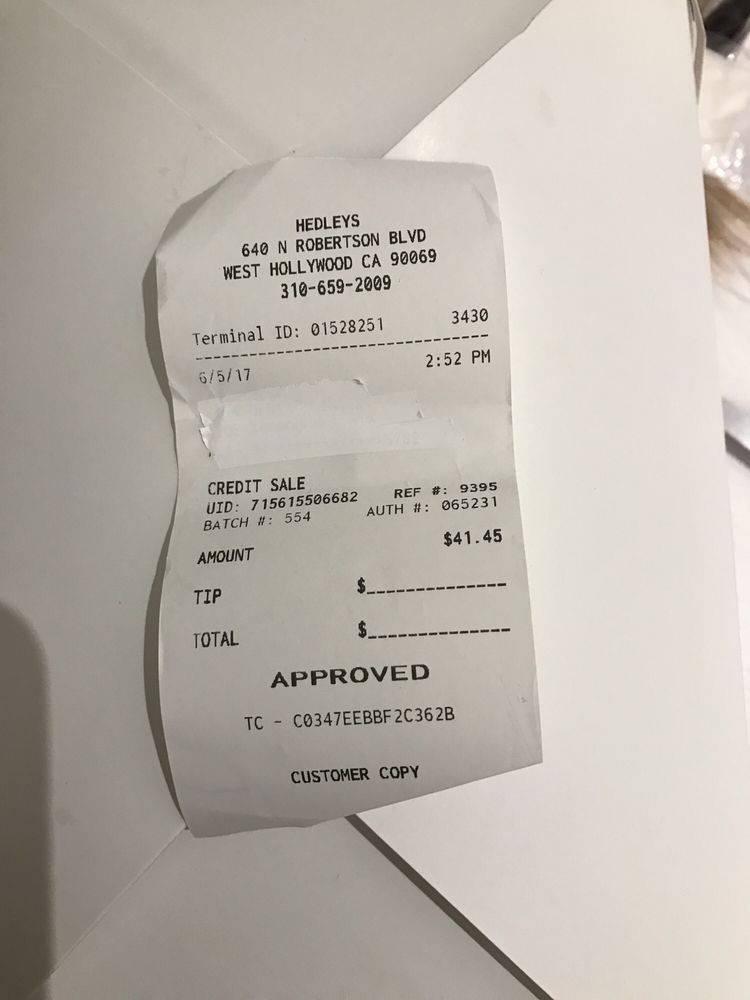 HEDLEYS
640 N ROBERTSON BLVD
WEST HOLLYWOOD CA 90069
310-659-2009
Terminal ID: 01528251 3430
6/5/17 2:52 PM
CREDIT SALE
UID: 715615506682 REF #: 9395
BATCH #: 554 AUTH #: 065231
AMOUNT $41.45
TIP $______________
TOTAL $______________
APPROVED
TC - C0347EEBBF2C362B
CUSTOMER COPY